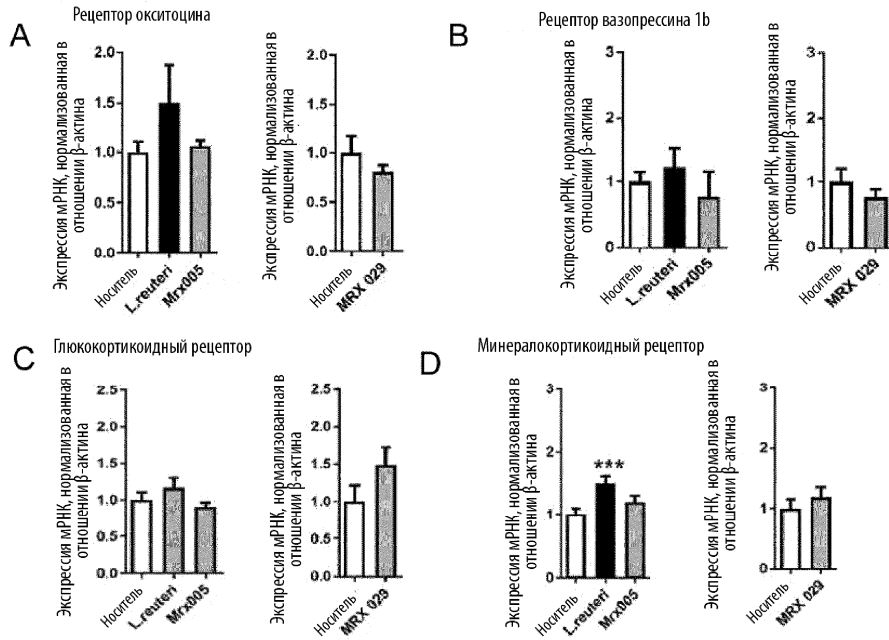 A
Рецептор окситоцина
Экспрессия мРНК, нормализованная в
отношении β-актина
2.0
1.5
1.0
0.5
0.0
Носитель
L.reuteri
Mrx005
Экспрессия мРНК, нормализованная в
отношении β-актина
2.0
1.5
1.0
0.5
0.0
Носитель
MRX 029
B
Рецептор вазопрессина 1b
Экспрессия мРНК, нормализованная в
отношении β-актина
3
2
1
0
Носитель
L.reuteri
Mrx005
Экспрессия мРНК, нормализованная в
отношении β-актина
3
2
1
0
Носитель
MRX 029
C
Глюкокортикоидный рецептор
Экспрессия мРНК, нормализованная в
отношении β-актина
2.5
2.0
1.5
1.0
0.5
0.0
Носитель
L.reuteri
Mrx005
Экспрессия мРНК, нормализованная в
отношении β-актина
2.5
2.0
1.5
1.0
0.5
0.0
Носитель
MRX 029
D
Минералокортикоидный рецептор
Экспрессия мРНК, нормализованная в
отношении β-актина
3
2
1
0
***
Носитель
L.reuteri
Mrx005
Экспрессия мРНК, нормализованная в
отношении β-актина
3
2
1
0
Носитель
MRX 029